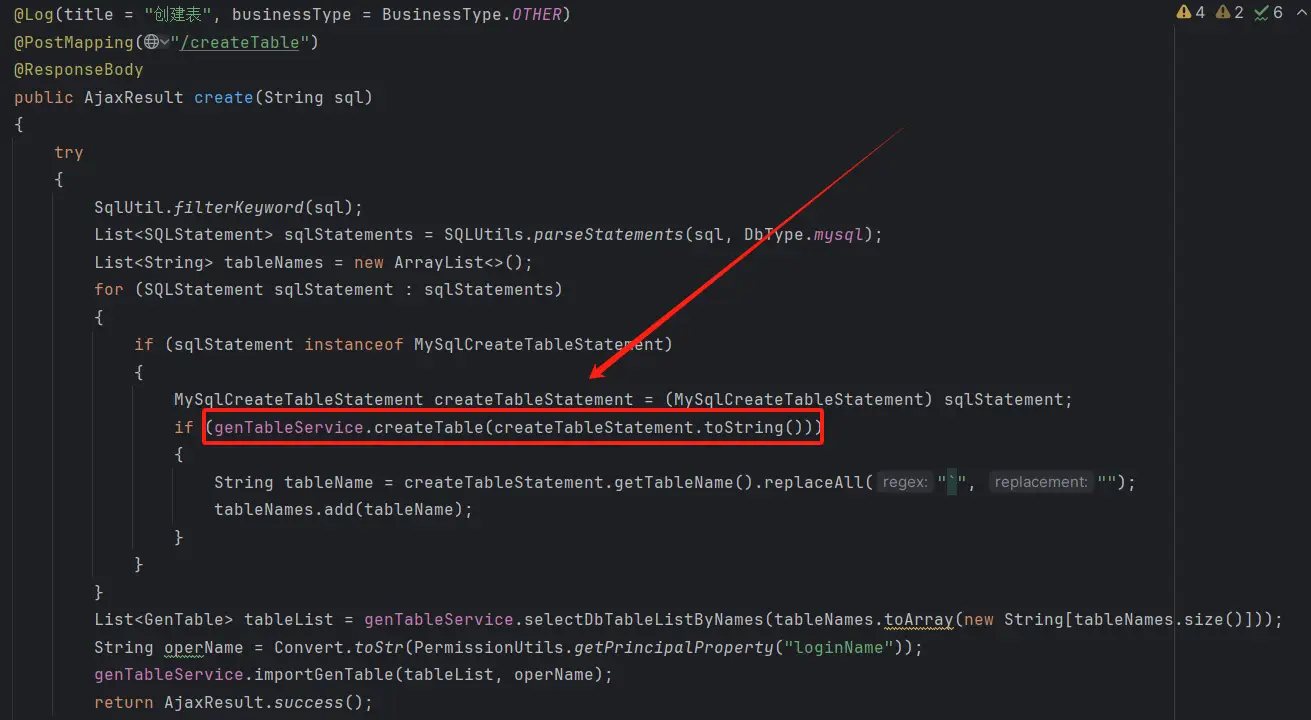 @Log(title = "创建表", businessType = BusinessType.OTHER)
4 2 6
@PostMapping("/createTable")
@ResponseBody
public AjaxResult create(String sql)
{
try
{
SqlUtil.filterKeyword(sql);
List<SQLStatement> sqlStatements = SQLUtils.parseStatements(sql, DbType.mysql);
List<String> tableNames = new ArrayList<>();
for (SQLStatement sqlStatement : sqlStatements)
{
if (sqlStatement instanceof MySqlCreateTableStatement)
{
MySqlCreateTableStatement createTableStatement = (MySqlCreateTableStatement) sqlStatement;
if (genTableService.createTable(createTableStatement.toString()))
{
String tableName = createTableStatement.getTableName().replaceAll( regex: "`", replacement: "");
tableNames.add(tableName);
}
}
}
List<GenTable> tableList = genTableService.selectDbTableListByNames(tableNames.toArray(new String[tableNames.size()]));
String operName = Convert.toStr(PermissionUtils.getPrincipalProperty("loginName"));
genTableService.importGenTable(tableList, operName);
return AjaxResult.success();